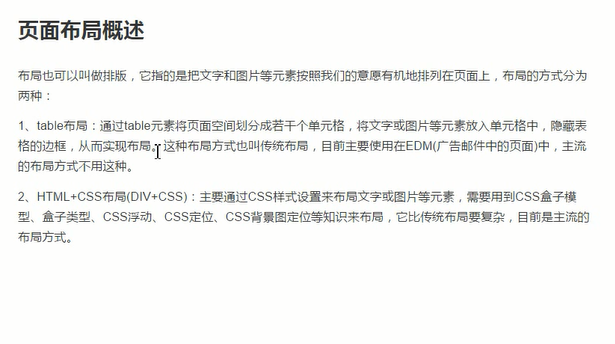 页面布局概述
布局也可以叫做排版，它指的是把文字和图片等元素按照我们的意愿有机地排列在页面上，布局的方式分为
两种：
1、table布局：通过table元素将页面空间划分成若干个单元格，将文字或图片等元素放入单元格中，隐藏表
格的边框，从而实现布局。这种布局方式也叫传统布局，目前主要使用在EDM(广告邮件中的页面)中，主流
的布局方式不用这种。
2、HTML+CSS布局(DIV+CSS)：主要通过CSS样式设置来布局文字或图片等元素，需要用到CSS盒子模
型、盒子类型、CSS浮动、CSS定位、CSS背景图定位等知识来布局，它比传统布局要复杂，目前是主流的
布局方式。